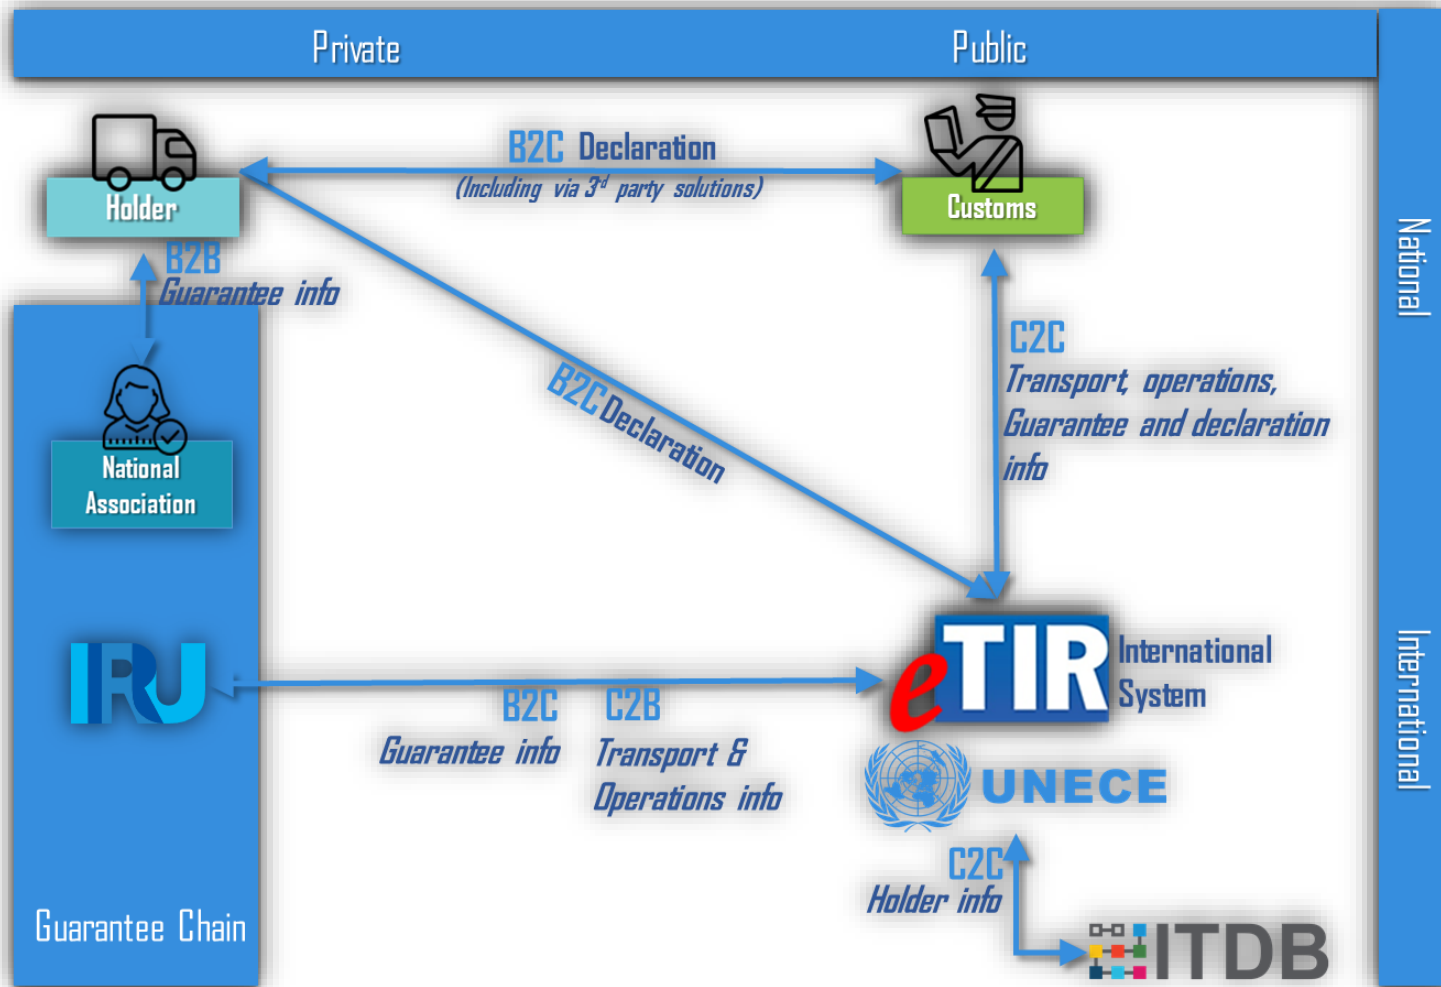 Private
Public
B2C Declaration
(Including via 3rd party solutions)
Holder
Customs
National
B2B
Guarantee info
C2C
Transport, operations,
Guarantee and declaration
info
B2C Declaration
National
Association
International
IRU
eTIR
International
System
B2C
C2B
Guarantee info
Transport &
Operations info
UNECE
C2C
Holder info
Guarantee Chain
ITDB